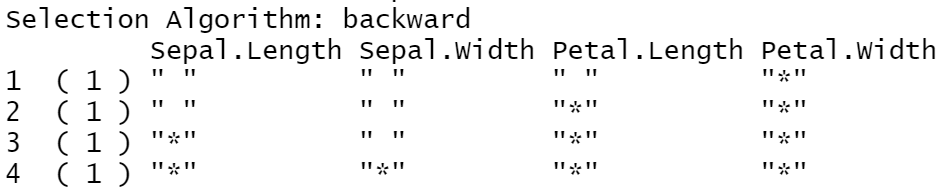 Selection Algorithm: backward
         Sepal.Length Sepal.Width Petal.Length Petal.Width
1  ( 1 ) " "          " "         " "          "*"
2  ( 1 ) " "          " "         "*"          "*"
3  ( 1 ) "*"          " "         "*"          "*"
4  ( 1 ) "*"          "*"         "*"          "*"